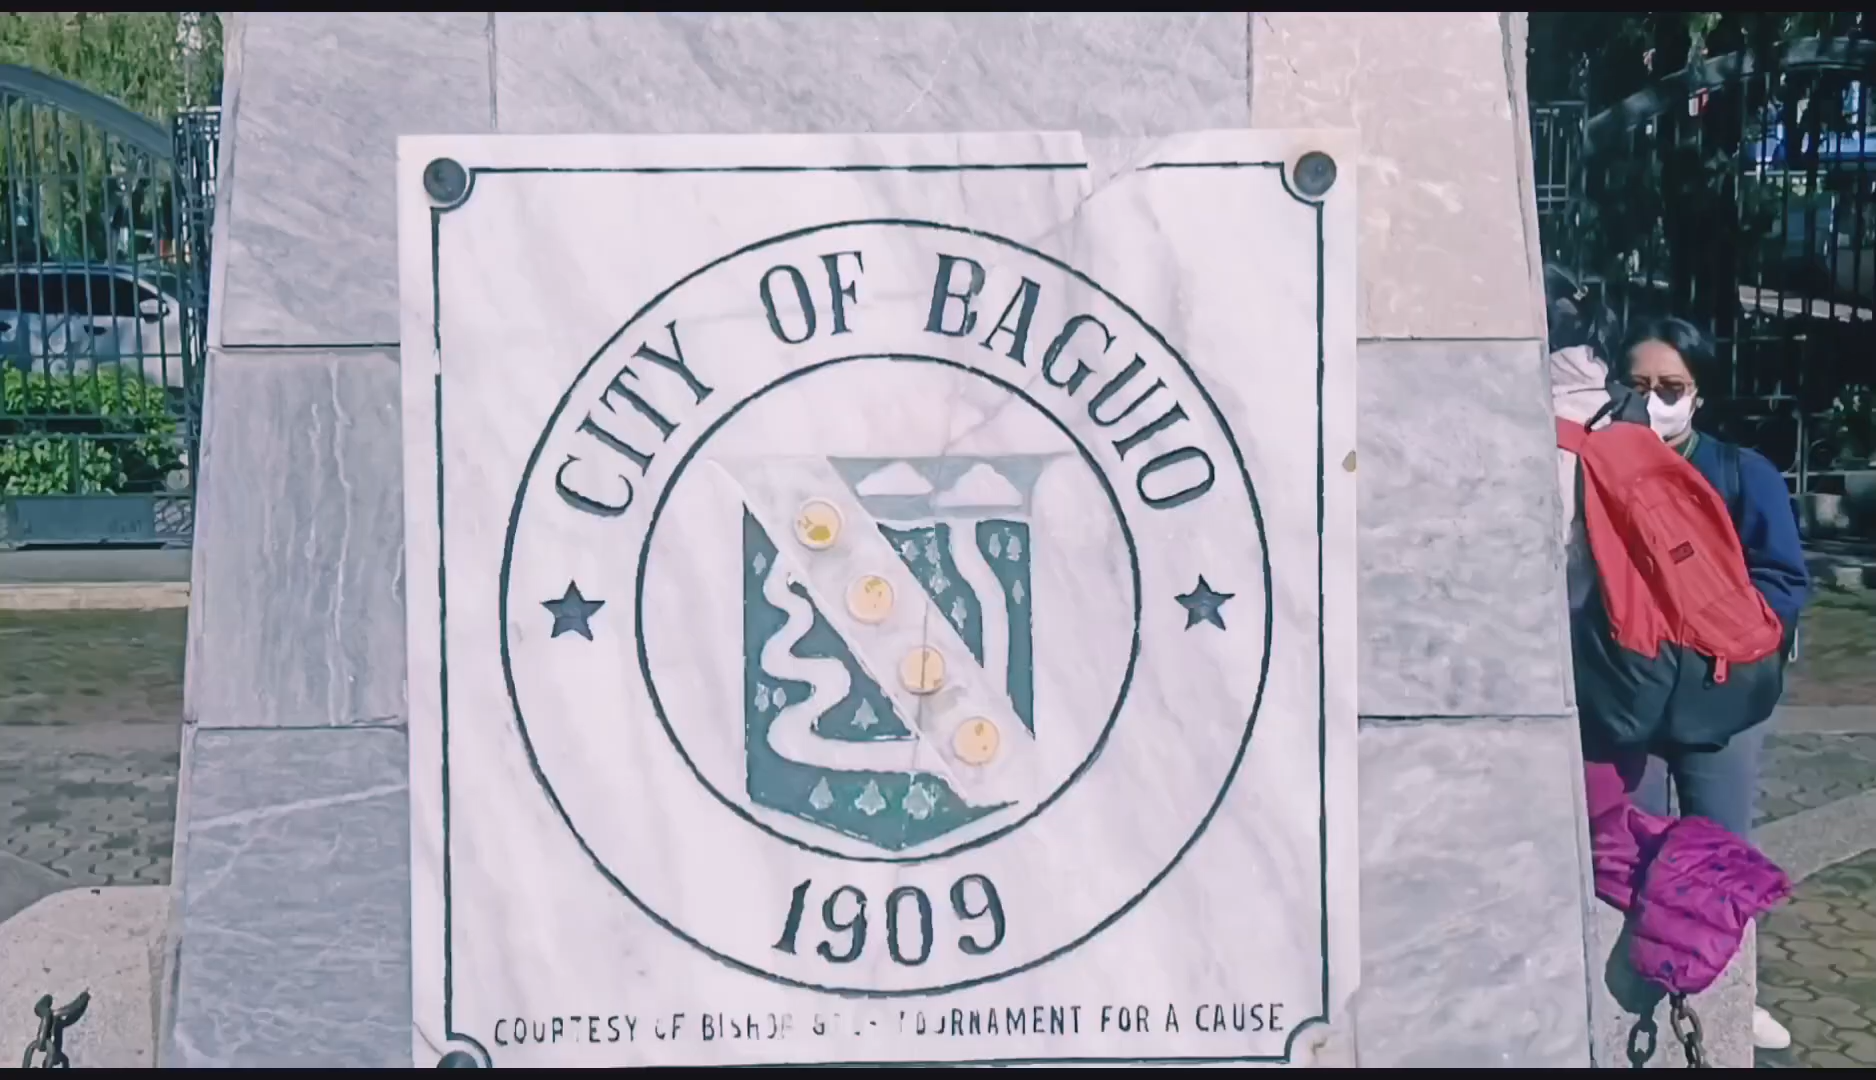 CITY OF BAGUIO
1909
COURTESY OF BISHOP TOURNAMENT FOR A CAUSE